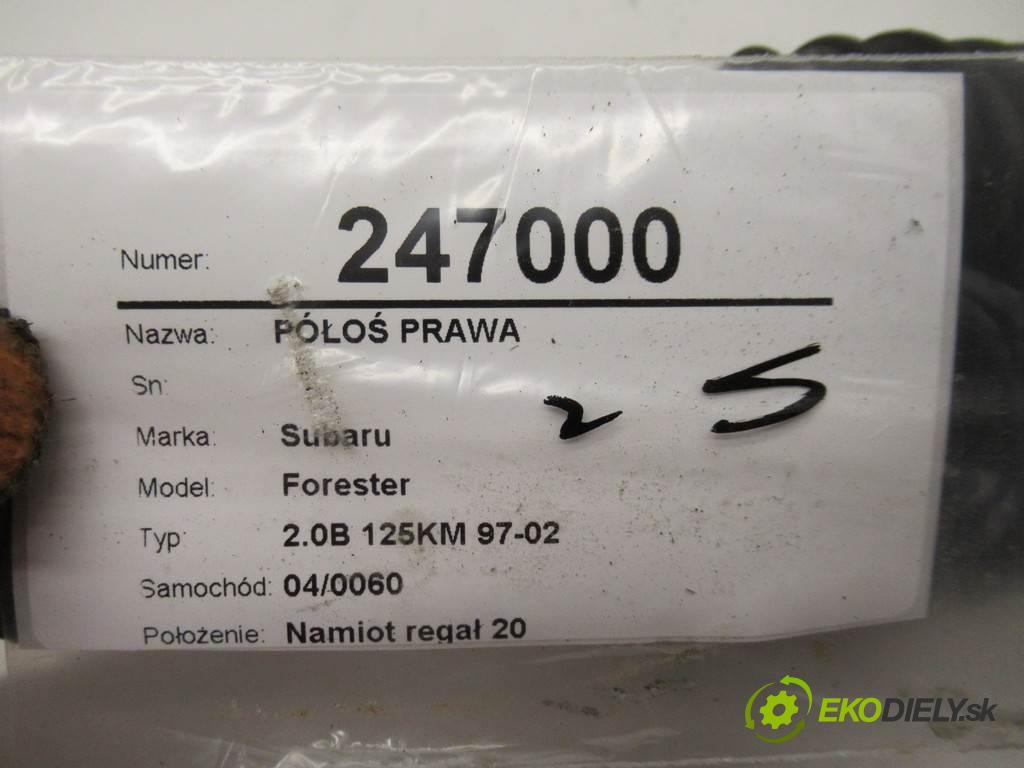 Numer: 247000
Nazwa: PÓŁOŚ PRAWA
Sn:
Marka: Subaru
Model: Forester
Typ: 2.0B 125KM 97-02
Samochód: 04/0060
Położenie: Namiot regał 20
2 5
EKODIELY.sk